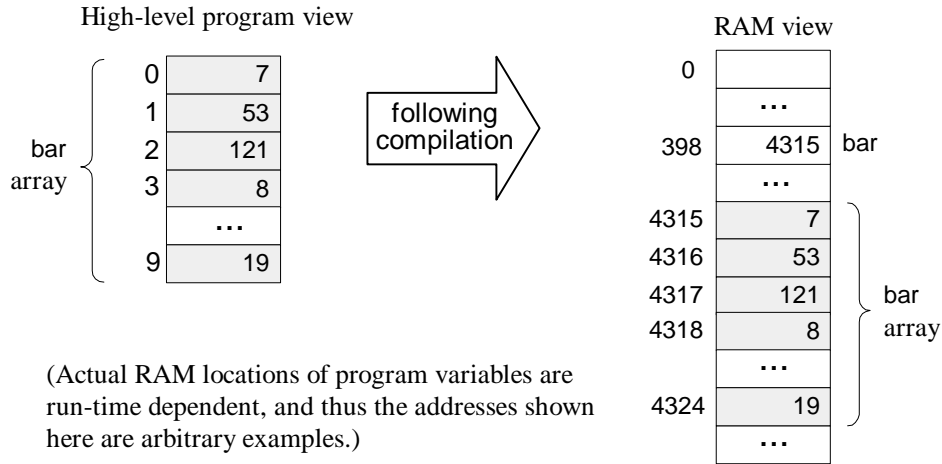 High-level program view
0 7
1 53
2 121
3 8
...
9 19
bar
array
following
compilation
RAM view
0
...
398 4315 bar
...
4315 7
4316 53
4317 121
4318 8
...
4324 19
...
bar
array
(Actual RAM locations of program variables are
run-time dependent, and thus the addresses shown
here are arbitrary examples.)